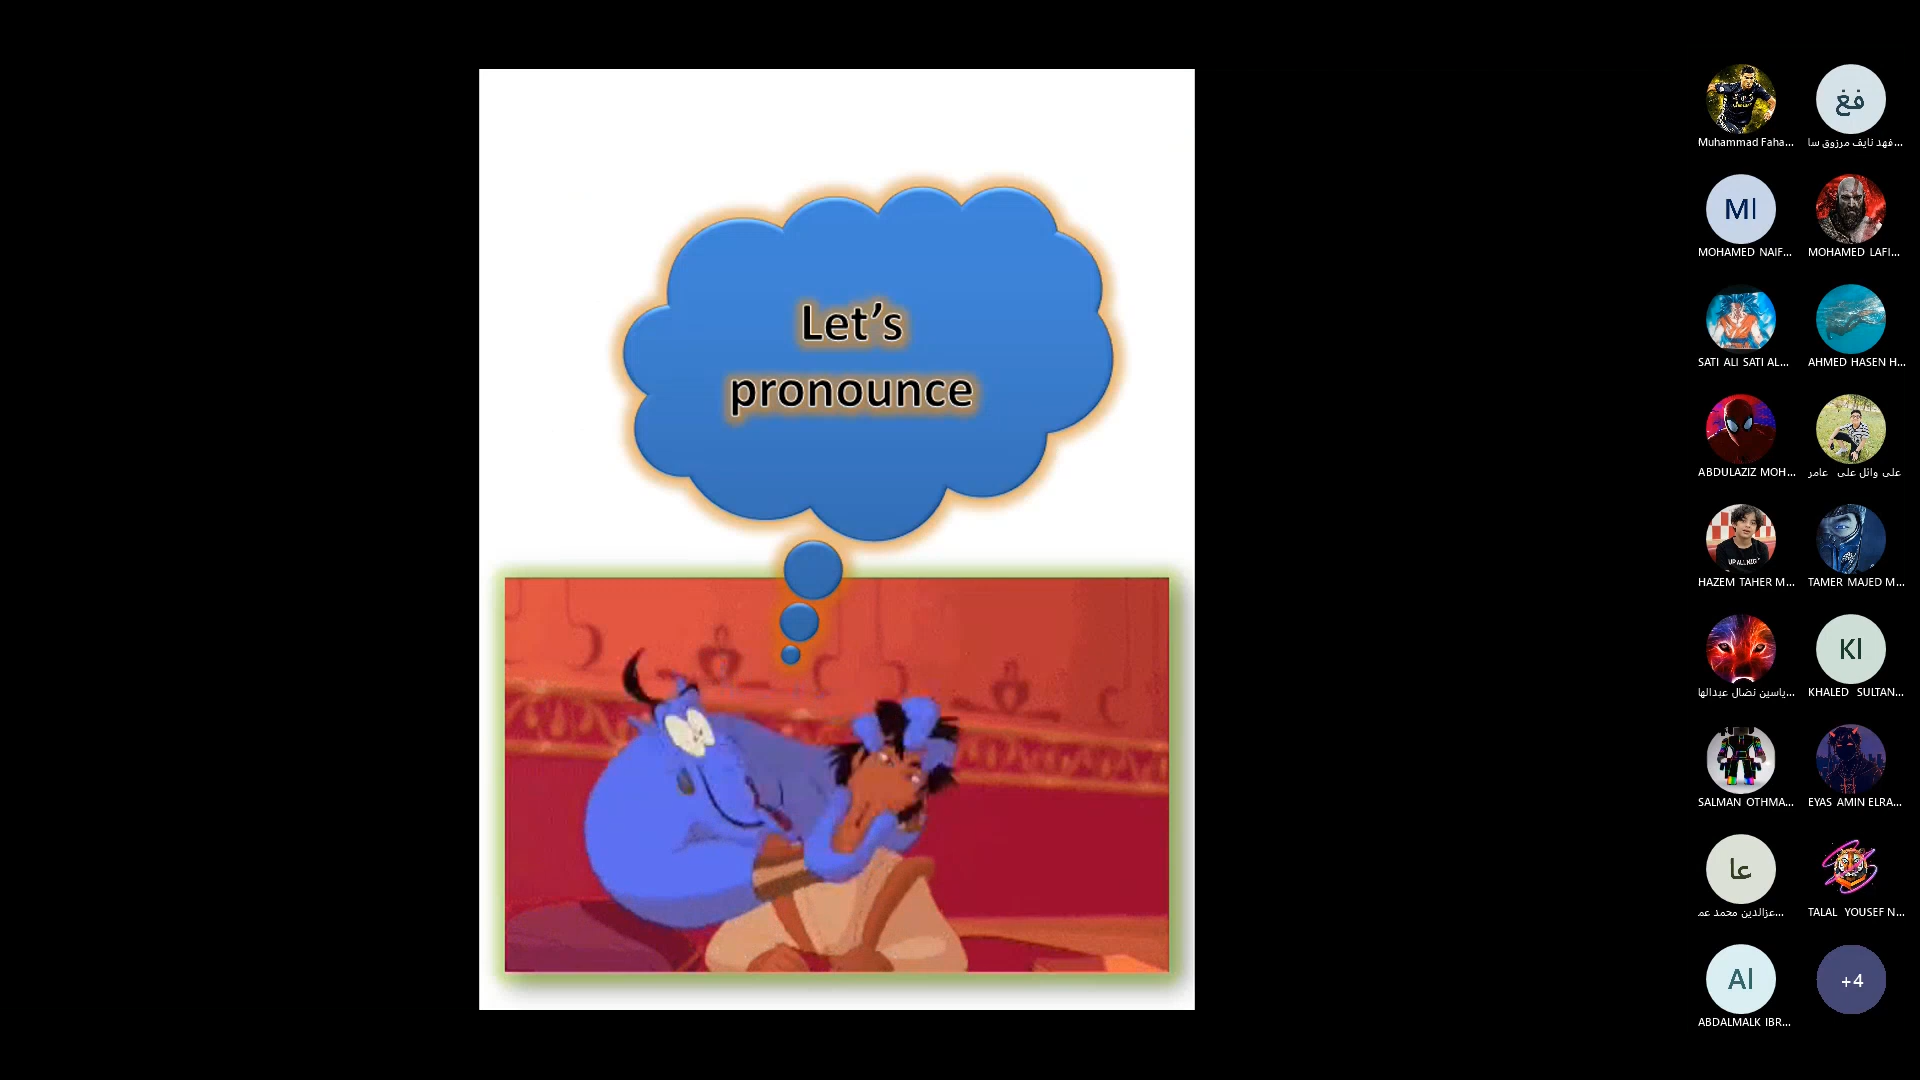 Let's
pronounce
Muhammad Faha...
فهد نايف مرزوق سا...
فغ
MI
MOHAMED NAIF...
MOHAMED LAFI...
SATI ALI SATI AL...
AHMED HASEN H...
ABDULAZIZ MOH...
على وائل على عامر
HAZEM TAHER M...
TAMER MAJED M...
ياسين نضال عبدالها...
KI
KHALED SULTAN...
SALMAN OTHMA...
EYAS AMIN ELRA...
عا
عزالدين محمد عمـ...
TALAL YOUSEF N...
AI
ABDALMALK IBR...
+4